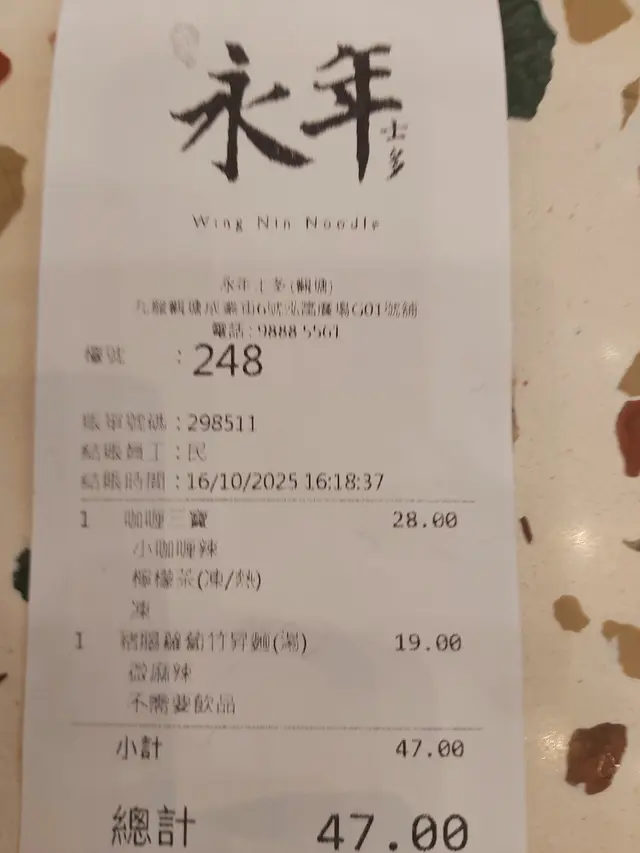 永年
士多
Wing Nin Noodle
永年士多(觀塘)
九龍觀塘成業街6號泓富廣場G01號舖
電話:9888 5561
檯號 :248
賬單號碼:298511
結賬員工:民
結賬時間:16/10/2025 16:18:37
1 咖喱三寶 28.00
小咖喱辣
檸檬茶(凍/熱)
凍
1 豬腸蘿蔔竹昇麵(湯) 19.00
微麻辣
不需要飲品
小計 47.00
總計 47.00